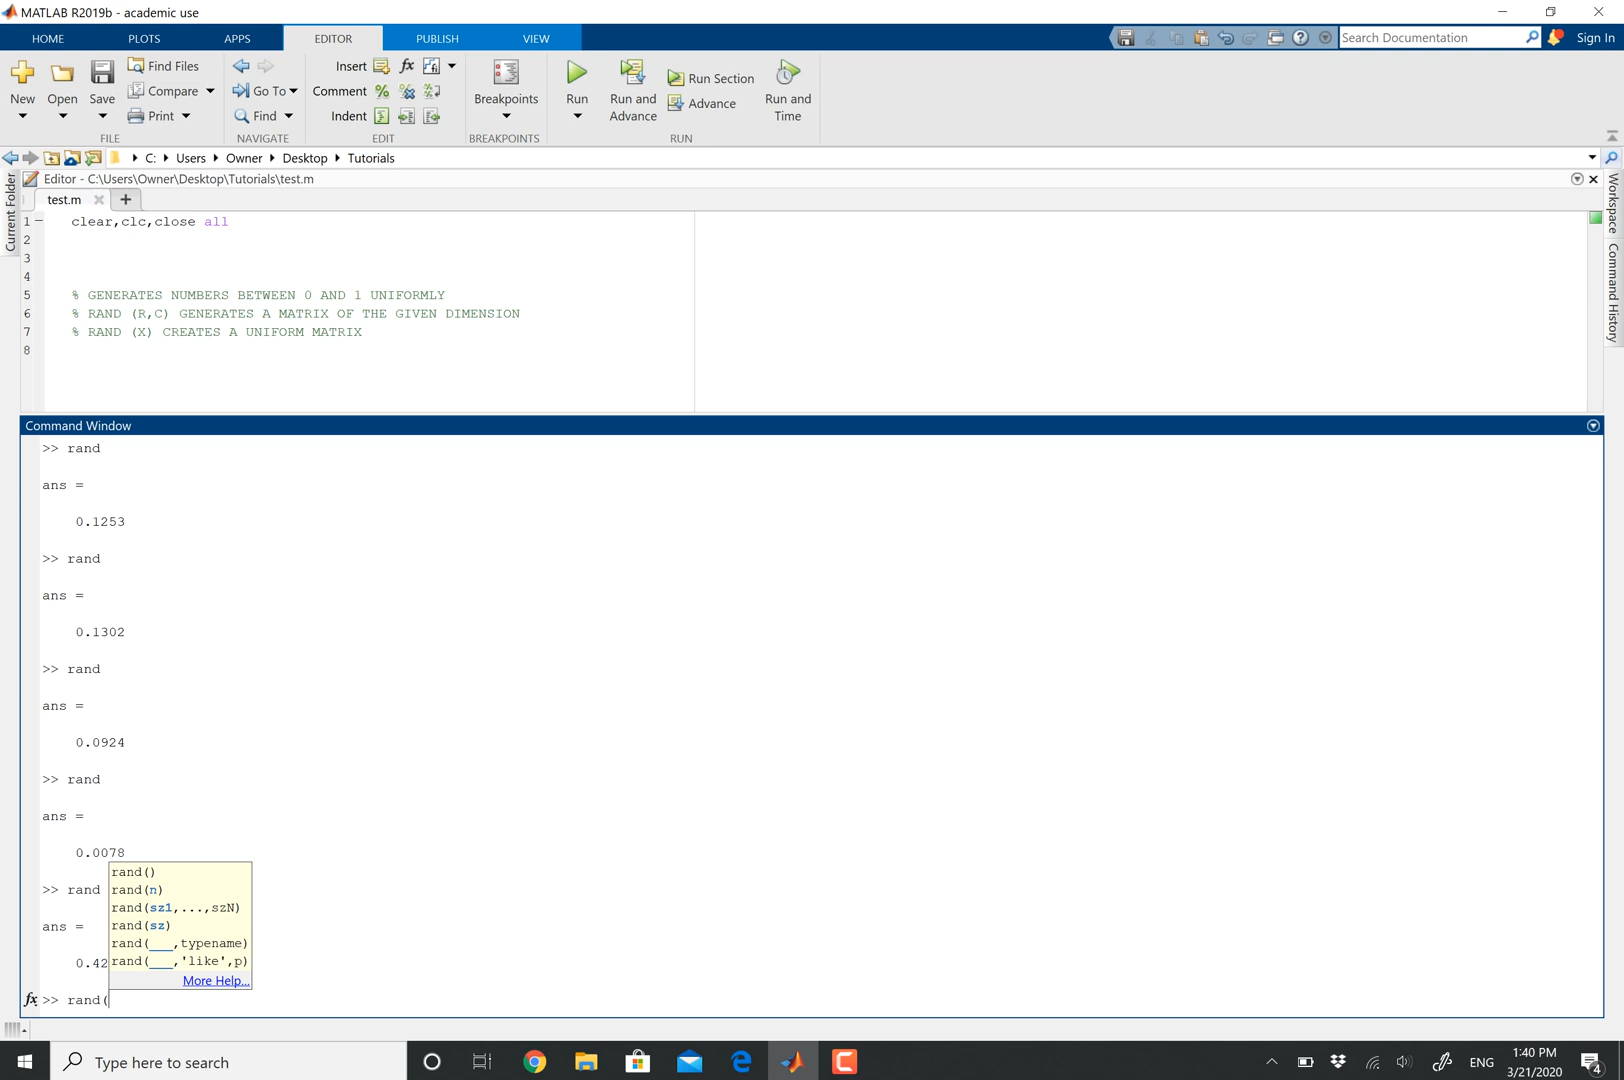 MATLAB R2019b - academic use
HOME PLOTS APPS EDITOR PUBLISH VIEW
Search Documentation
Sign In
New
Open
Save
Find Files
Compare
Print
FILE
Go To
Find
NAVIGATE
Insert fx
Comment
Indent
EDIT
Breakpoints
BREAKPOINTS
Run
Run and
Advance
Run Section
Advance
Run and
Time
RUN
C: Users Owner Desktop Tutorials
Current Folder
Editor - C:\Users\Owner\Desktop\Tutorials\test.m
test.m
Workspace
Command History
1 clear,clc,close all
2
3
4
5 % GENERATES NUMBERS BETWEEN 0 AND 1 UNIFORMLY
6 % RAND (R,C) GENERATES A MATRIX OF THE GIVEN DIMENSION
7 % RAND (X) CREATES A UNIFORM MATRIX
8
Command Window
>> rand
ans =
0.1253
>> rand
ans =
0.1302
>> rand
ans =
0.0924
>> rand
ans =
0.0078
>> rand
ans =
0.42
rand()
rand(n)
rand(sz1,...,szN)
rand(sz)
rand(___,typename)
rand(___,'like',p)
More Help...
fx >> rand(
Type here to search
ENG
1:40 PM
3/21/2020
4